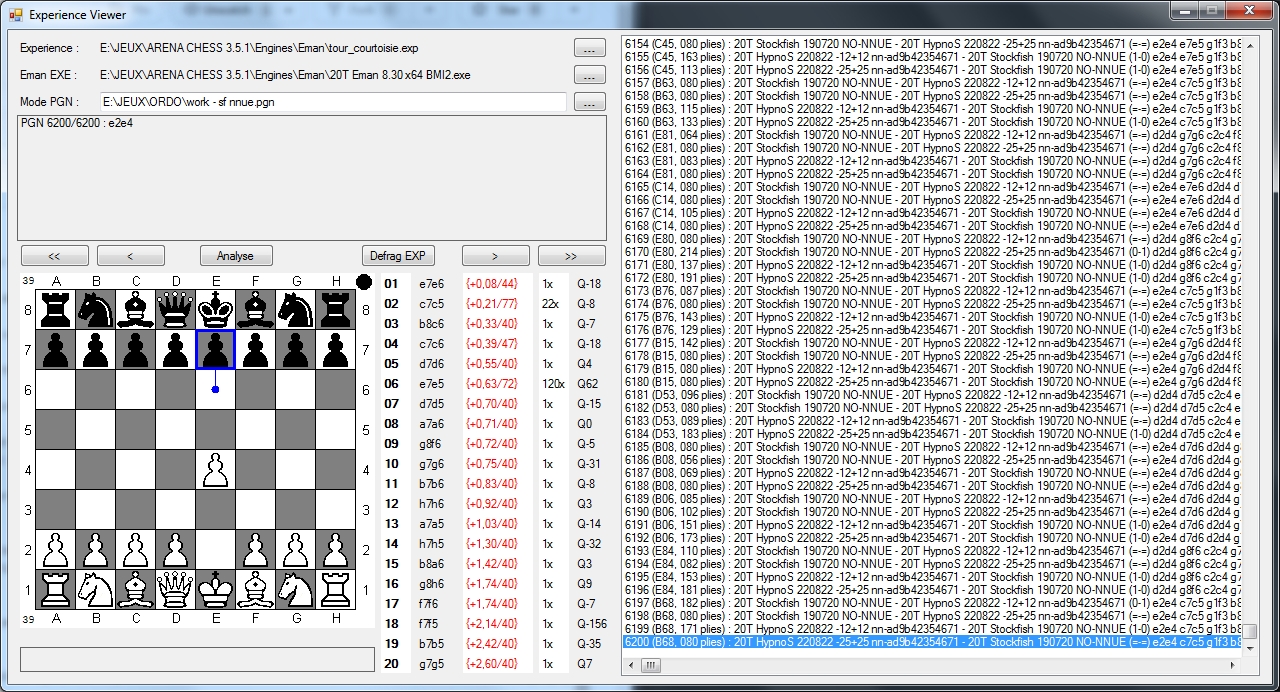 Experience Viewer
Experience : E:\JEUX\ARENA CHESS 3.5.1\Engines\Eman\tour_courtoisie.exp ...
Eman EXE : E:\JEUX\ARENA CHESS 3.5.1\Engines\Eman\20T Eman 8.30 x64 BMI2.exe ...
Mode PGN : E:\JEUX\ORDO\work - sf nnue.pgn ...
PGN 6200/6200 : e2e4
<< < Analyse Defrag EXP > >>
39 A B C D E F G H
8 8
7 7
6 6
5 5
4 4
3 3
2 2
1 1
39 A B C D E F G H
01 e7e6 {+0,08/44} 1x Q-18
02 c7c5 {+0,21/77} 22x Q-8
03 b8c6 {+0,33/40} 1x Q-7
04 c7c6 {+0,39/47} 1x Q-18
05 d7d6 {+0,55/40} 1x Q4
06 e7e5 {+0,63/72} 120x Q62
07 d7d5 {+0,70/40} 1x Q-15
08 a7a6 {+0,71/40} 1x Q0
09 g8f6 {+0,72/40} 1x Q-5
10 g7g6 {+0,75/40} 1x Q-31
11 b7b6 {+0,83/40} 1x Q-8
12 h7h6 {+0,92/40} 1x Q3
13 a7a5 {+1,03/40} 1x Q-14
14 h7h5 {+1,30/40} 1x Q-32
15 b8a6 {+1,42/40} 1x Q3
16 g8h6 {+1,74/40} 1x Q9
17 f7f6 {+1,74/40} 1x Q-7
18 f7f5 {+2,14/40} 1x Q-156
19 b7b5 {+2,42/40} 1x Q-35
20 g7g5 {+2,60/40} 1x Q7
6154 (C45, 080 plies) : 20T Stockfish 190720 NO-NNUE - 20T HypnoS 220822 -25+25 nn-ad9b42354671 (=-=) e2e4 e7e5 g1f3 b8
6155 (C45, 163 plies) : 20T HypnoS 220822 -12+12 nn-ad9b42354671 - 20T Stockfish 190720 NO-NNUE (1-0) e2e4 e7e5 g1f3 b8
6156 (C45, 113 plies) : 20T HypnoS 220822 -25+25 nn-ad9b42354671 - 20T Stockfish 190720 NO-NNUE (1-0) e2e4 e7e5 g1f3 b8
6157 (B63, 080 plies) : 20T Stockfish 190720 NO-NNUE - 20T HypnoS 220822 -12+12 nn-ad9b42354671 (=-=) e2e4 c7c5 g1f3 b8
6158 (B63, 080 plies) : 20T Stockfish 190720 NO-NNUE - 20T HypnoS 220822 -25+25 nn-ad9b42354671 (=-=) e2e4 c7c5 g1f3 b8
6159 (B63, 115 plies) : 20T HypnoS 220822 -12+12 nn-ad9b42354671 - 20T Stockfish 190720 NO-NNUE (=-=) e2e4 c7c5 g1f3 b8
6160 (B63, 133 plies) : 20T HypnoS 220822 -25+25 nn-ad9b42354671 - 20T Stockfish 190720 NO-NNUE (1-0) e2e4 c7c5 g1f3 b8
6161 (E81, 064 plies) : 20T Stockfish 190720 NO-NNUE - 20T HypnoS 220822 -12+12 nn-ad9b42354671 (=-=) d2d4 g7g6 c2c4 f8
6162 (E81, 080 plies) : 20T Stockfish 190720 NO-NNUE - 20T HypnoS 220822 -25+25 nn-ad9b42354671 (=-=) d2d4 g7g6 c2c4 f8
6163 (E81, 083 plies) : 20T HypnoS 220822 -12+12 nn-ad9b42354671 - 20T Stockfish 190720 NO-NNUE (=-=) d2d4 g7g6 c2c4 f8
6164 (E81, 080 plies) : 20T HypnoS 220822 -25+25 nn-ad9b42354671 - 20T Stockfish 190720 NO-NNUE (=-=) d2d4 g7g6 c2c4 f8
6165 (C14, 080 plies) : 20T Stockfish 190720 NO-NNUE - 20T HypnoS 220822 -12+12 nn-ad9b42354671 (=-=) e2e4 e7e6 d2d4 d
6166 (C14, 080 plies) : 20T Stockfish 190720 NO-NNUE - 20T HypnoS 220822 -25+25 nn-ad9b42354671 (=-=) e2e4 e7e6 d2d4 d
6167 (C14, 105 plies) : 20T HypnoS 220822 -12+12 nn-ad9b42354671 - 20T Stockfish 190720 NO-NNUE (=-=) e2e4 e7e6 d2d4 d
6168 (C14, 080 plies) : 20T HypnoS 220822 -25+25 nn-ad9b42354671 - 20T Stockfish 190720 NO-NNUE (=-=) e2e4 e7e6 d2d4 d
6169 (E80, 080 plies) : 20T Stockfish 190720 NO-NNUE - 20T HypnoS 220822 -12+12 nn-ad9b42354671 (=-=) d2d4 g8f6 c2c4 g7
6170 (E80, 214 plies) : 20T Stockfish 190720 NO-NNUE - 20T HypnoS 220822 -25+25 nn-ad9b42354671 (0-1) d2d4 g8f6 c2c4 g7
6171 (E80, 137 plies) : 20T HypnoS 220822 -12+12 nn-ad9b42354671 - 20T Stockfish 190720 NO-NNUE (1-0) d2d4 g8f6 c2c4 g7
6172 (E80, 191 plies) : 20T HypnoS 220822 -25+25 nn-ad9b42354671 - 20T Stockfish 190720 NO-NNUE (1-0) d2d4 g8f6 c2c4 g7
6173 (B76, 087 plies) : 20T Stockfish 190720 NO-NNUE - 20T HypnoS 220822 -12+12 nn-ad9b42354671 (=-=) e2e4 c7c5 g1f3 b8
6174 (B76, 080 plies) : 20T Stockfish 190720 NO-NNUE - 20T HypnoS 220822 -25+25 nn-ad9b42354671 (=-=) e2e4 c7c5 g1f3 b8
6175 (B76, 143 plies) : 20T HypnoS 220822 -12+12 nn-ad9b42354671 - 20T Stockfish 190720 NO-NNUE (1-0) e2e4 c7c5 g1f3 b8
6176 (B76, 129 plies) : 20T HypnoS 220822 -25+25 nn-ad9b42354671 - 20T Stockfish 190720 NO-NNUE (1-0) e2e4 c7c5 g1f3 b8
6177 (B15, 142 plies) : 20T Stockfish 190720 NO-NNUE - 20T HypnoS 220822 -12+12 nn-ad9b42354671 (=-=) e2e4 g7g6 d2d4 f8
6178 (B15, 080 plies) : 20T Stockfish 190720 NO-NNUE - 20T HypnoS 220822 -25+25 nn-ad9b42354671 (=-=) e2e4 g7g6 d2d4 f8
6179 (B15, 080 plies) : 20T HypnoS 220822 -12+12 nn-ad9b42354671 - 20T Stockfish 190720 NO-NNUE (=-=) e2e4 g7g6 d2d4 f8
6180 (B15, 080 plies) : 20T HypnoS 220822 -25+25 nn-ad9b42354671 - 20T Stockfish 190720 NO-NNUE (=-=) e2e4 g7g6 d2d4 f8
6181 (D53, 096 plies) : 20T Stockfish 190720 NO-NNUE - 20T HypnoS 220822 -12+12 nn-ad9b42354671 (=-=) d2d4 d7d5 c2c4 e
6182 (D53, 080 plies) : 20T Stockfish 190720 NO-NNUE - 20T HypnoS 220822 -25+25 nn-ad9b42354671 (=-=) d2d4 d7d5 c2c4 e
6183 (D53, 089 plies) : 20T HypnoS 220822 -12+12 nn-ad9b42354671 - 20T Stockfish 190720 NO-NNUE (=-=) d2d4 d7d5 c2c4 e
6184 (D53, 183 plies) : 20T HypnoS 220822 -25+25 nn-ad9b42354671 - 20T Stockfish 190720 NO-NNUE (1-0) d2d4 d7d5 c2c4 e
6185 (B08, 080 plies) : 20T Stockfish 190720 NO-NNUE - 20T HypnoS 220822 -12+12 nn-ad9b42354671 (=-=) e2e4 d7d6 d2d4 g
6186 (B08, 056 plies) : 20T Stockfish 190720 NO-NNUE - 20T HypnoS 220822 -25+25 nn-ad9b42354671 (=-=) e2e4 d7d6 d2d4 g
6187 (B08, 069 plies) : 20T HypnoS 220822 -12+12 nn-ad9b42354671 - 20T Stockfish 190720 NO-NNUE (=-=) e2e4 d7d6 d2d4 g
6188 (B08, 080 plies) : 20T HypnoS 220822 -25+25 nn-ad9b42354671 - 20T Stockfish 190720 NO-NNUE (=-=) e2e4 d7d6 d2d4 g
6189 (B06, 085 plies) : 20T Stockfish 190720 NO-NNUE - 20T HypnoS 220822 -12+12 nn-ad9b42354671 (=-=) e2e4 d7d6 d2d4 g
6190 (B06, 102 plies) : 20T Stockfish 190720 NO-NNUE - 20T HypnoS 220822 -25+25 nn-ad9b42354671 (=-=) e2e4 d7d6 d2d4 g
6191 (B06, 151 plies) : 20T HypnoS 220822 -12+12 nn-ad9b42354671 - 20T Stockfish 190720 NO-NNUE (1-0) e2e4 d7d6 d2d4 g
6192 (B06, 173 plies) : 20T HypnoS 220822 -25+25 nn-ad9b42354671 - 20T Stockfish 190720 NO-NNUE (1-0) e2e4 d7d6 d2d4 g
6193 (E84, 110 plies) : 20T Stockfish 190720 NO-NNUE - 20T HypnoS 220822 -12+12 nn-ad9b42354671 (=-=) d2d4 g8f6 c2c4 g7
6194 (E84, 082 plies) : 20T Stockfish 190720 NO-NNUE - 20T HypnoS 220822 -25+25 nn-ad9b42354671 (=-=) d2d4 g8f6 c2c4 g7
6195 (E84, 153 plies) : 20T HypnoS 220822 -12+12 nn-ad9b42354671 - 20T Stockfish 190720 NO-NNUE (1-0) d2d4 g8f6 c2c4 g7
6196 (E84, 181 plies) : 20T HypnoS 220822 -25+25 nn-ad9b42354671 - 20T Stockfish 190720 NO-NNUE (1-0) d2d4 g8f6 c2c4 g7
6197 (B68, 182 plies) : 20T Stockfish 190720 NO-NNUE - 20T HypnoS 220822 -12+12 nn-ad9b42354671 (0-1) e2e4 c7c5 g1f3 b8
6198 (B68, 080 plies) : 20T Stockfish 190720 NO-NNUE - 20T HypnoS 220822 -25+25 nn-ad9b42354671 (=-=) e2e4 c7c5 g1f3 b8
6199 (B68, 171 plies) : 20T HypnoS 220822 -12+12 nn-ad9b42354671 - 20T Stockfish 190720 NO-NNUE (1-0) e2e4 c7c5 g1f3 b8
6200 (B68, 080 plies) : 20T HypnoS 220822 -25+25 nn-ad9b42354671 - 20T Stockfish 190720 NO-NNUE (=-=) e2e4 c7c5 g1f3 b8